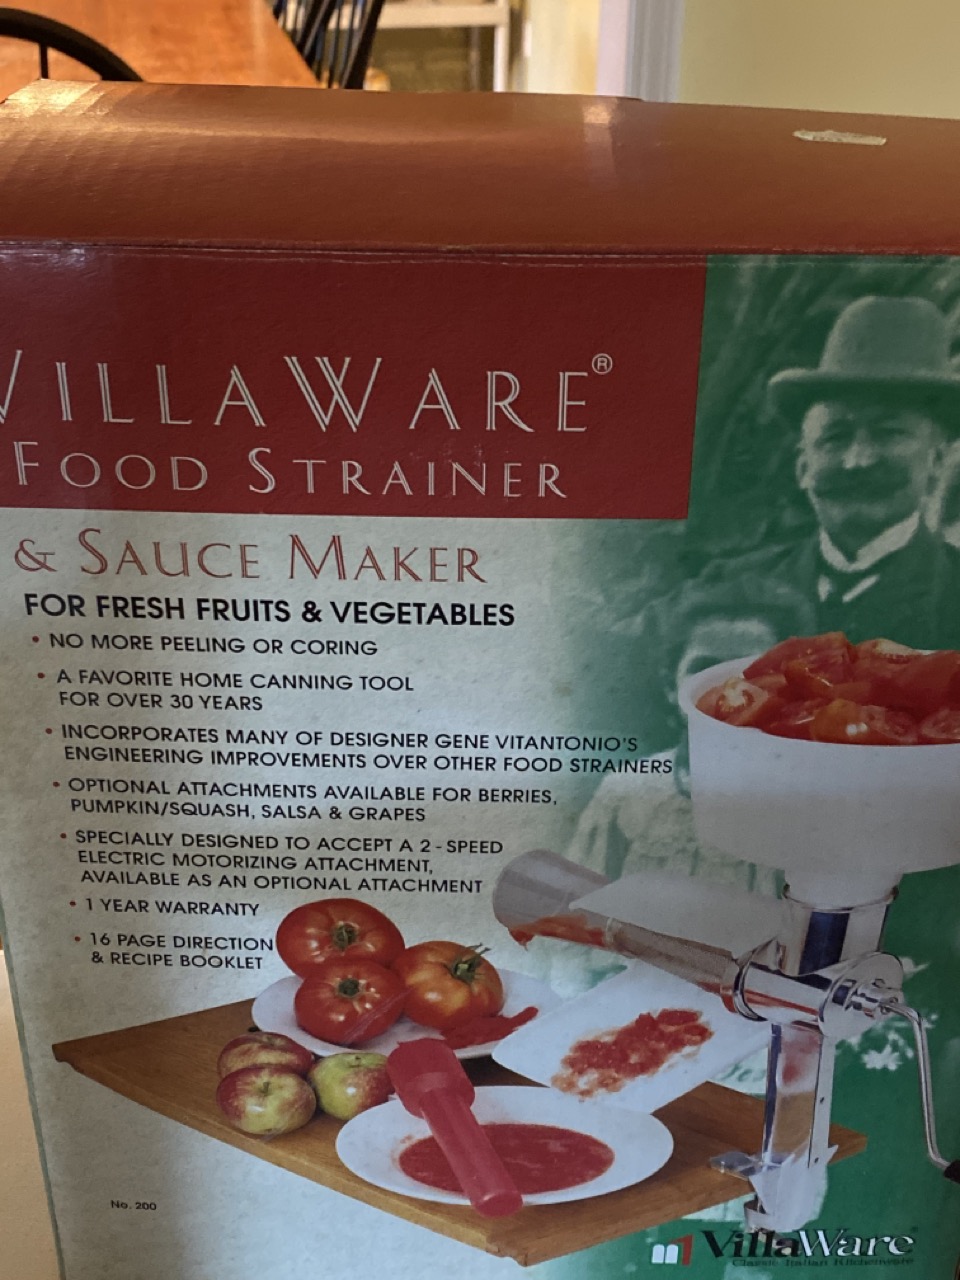 VILLAWARE®
FOOD STRAINER
& SAUCE MAKER
FOR FRESH FRUITS & VEGETABLES
• NO MORE PEELING OR CORING
• A FAVORITE HOME CANNING TOOL
FOR OVER 30 YEARS
• INCORPORATES MANY OF DESIGNER GENE VITANTONIO'S
ENGINEERING IMPROVEMENTS OVER OTHER FOOD STRAINERS
• OPTIONAL ATTACHMENTS AVAILABLE FOR BERRIES,
PUMPKIN/SQUASH, SALSA & GRAPES
• SPECIALLY DESIGNED TO ACCEPT A 2-SPEED
ELECTRIC MOTORIZING ATTACHMENT,
AVAILABLE AS AN OPTIONAL ATTACHMENT
• 1 YEAR WARRANTY
• 16 PAGE DIRECTION
& RECIPE BOOKLET
No. 200
VillaWare®
Classic Italian Kitchenware